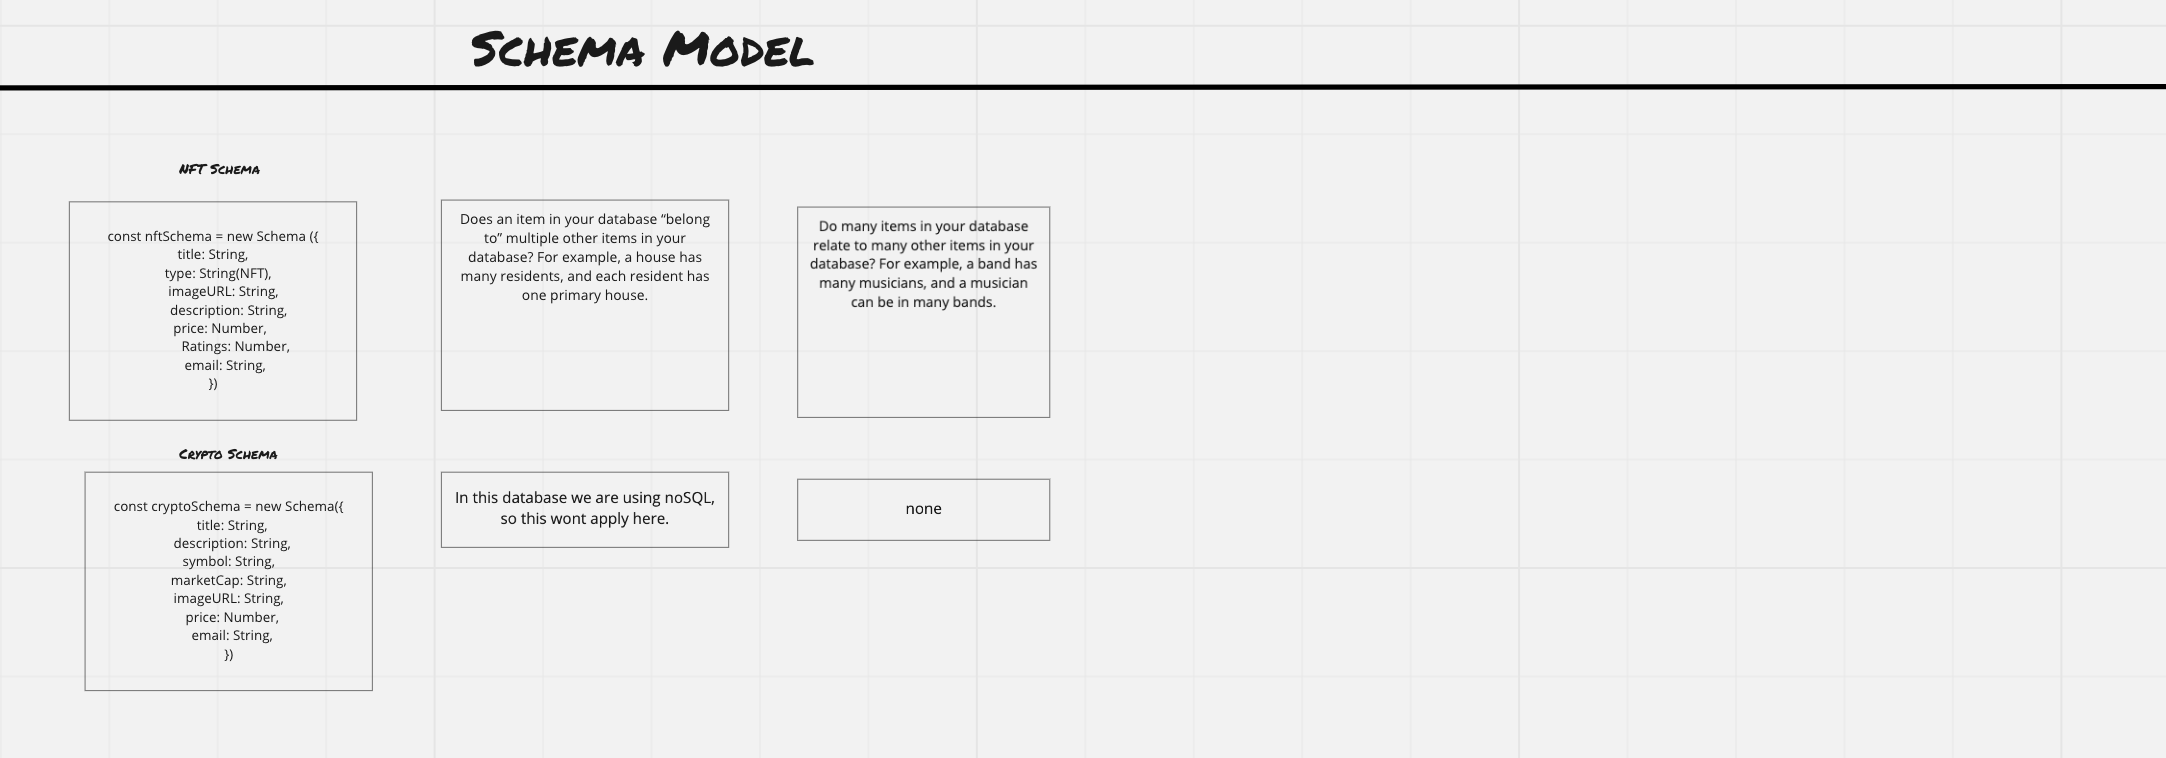 Schema Model
NFT Schema
const nftSchema = new Schema ({
title: String,
type: String(NFT),
imageURL: String,
description: String,
price: Number,
Ratings: Number,
email: String,
})
Does an item in your database “belong
to” multiple other items in your
database? For example, a house has
many residents, and each resident has
one primary house.
Do many items in your database
relate to many other items in your
database? For example, a band has
many musicians, and a musician
can be in many bands.
Crypto Schema
const cryptoSchema = new Schema({
title: String,
description: String,
symbol: String,
marketCap: String,
imageURL: String,
price: Number,
email: String,
})
In this database we are using noSQL,
so this wont apply here.
none